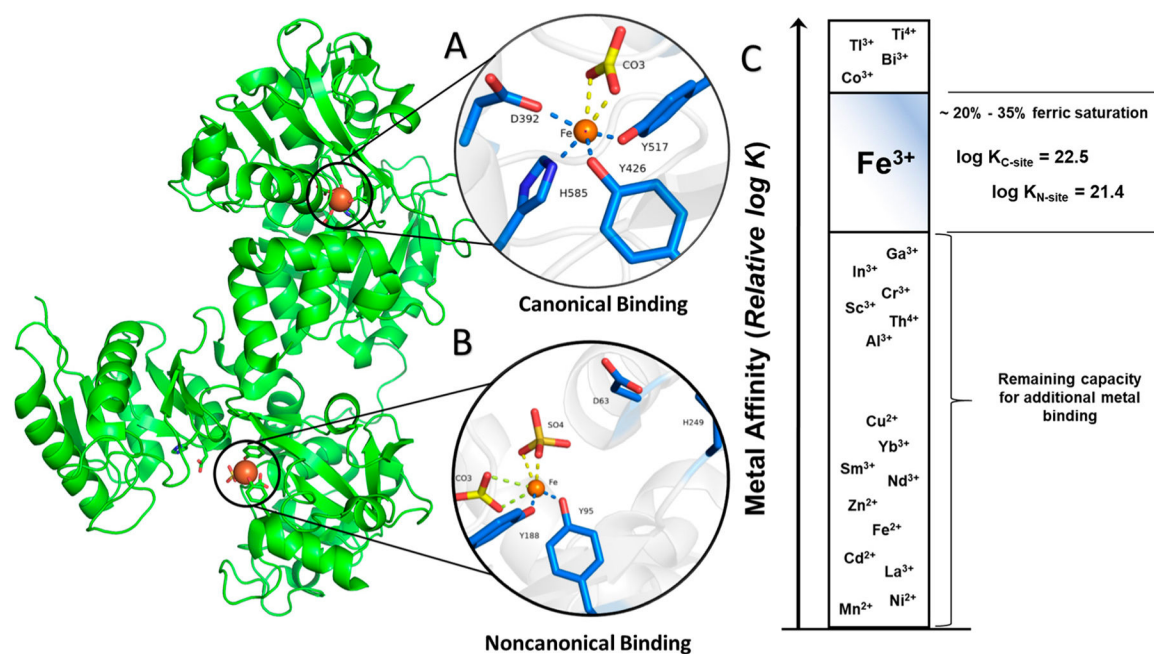 A
CO3
D392
Fe
Y517
Y426
H585
Canonical Binding
B
D63
SO4
H249
CO3
Fe
Y95
Y188
Noncanonical Binding
C
Metal Affinity (Relative log K)
Ti⁴⁺
Tl³⁺
Bi³⁺
Co³⁺
Fe³⁺
~ 20% - 35% ferric saturation
log K_C-site = 22.5
log K_N-site = 21.4
Ga³⁺
In³⁺
Cr³⁺
Sc³⁺
Th⁴⁺
Al³⁺
Cu²⁺
Yb³⁺
Sm³⁺
Nd³⁺
Zn²⁺
Fe²⁺
Cd²⁺
La³⁺
Ni²⁺
Mn²⁺
Remaining capacity
for additional metal
binding